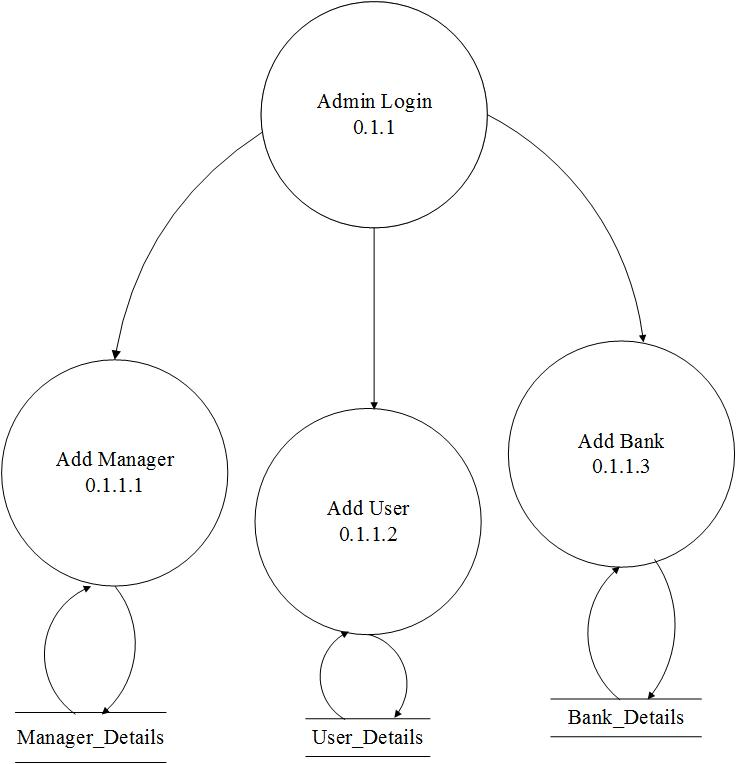 Admin Login
0.1.1
Add Manager
0.1.1.1
Add User
0.1.1.2
Add Bank
0.1.1.3
Manager_Details
User_Details
Bank_Details